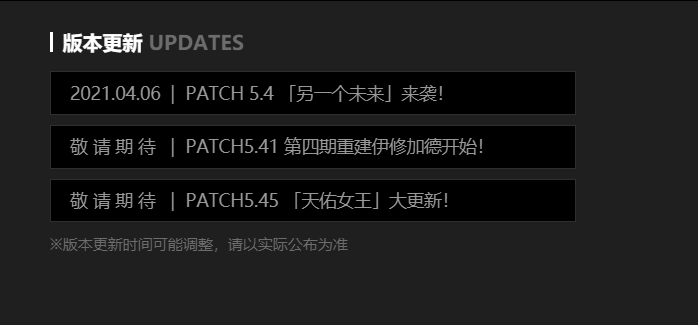 版本更新 UPDATES
2021.04.06 | PATCH 5.4 「另一个未来」来袭!
敬 请 期 待 | PATCH5.41 第四期重建伊修加德开始!
敬 请 期 待 | PATCH5.45 「天佑女王」大更新!
※版本更新时间可能调整，请以实际公布为准